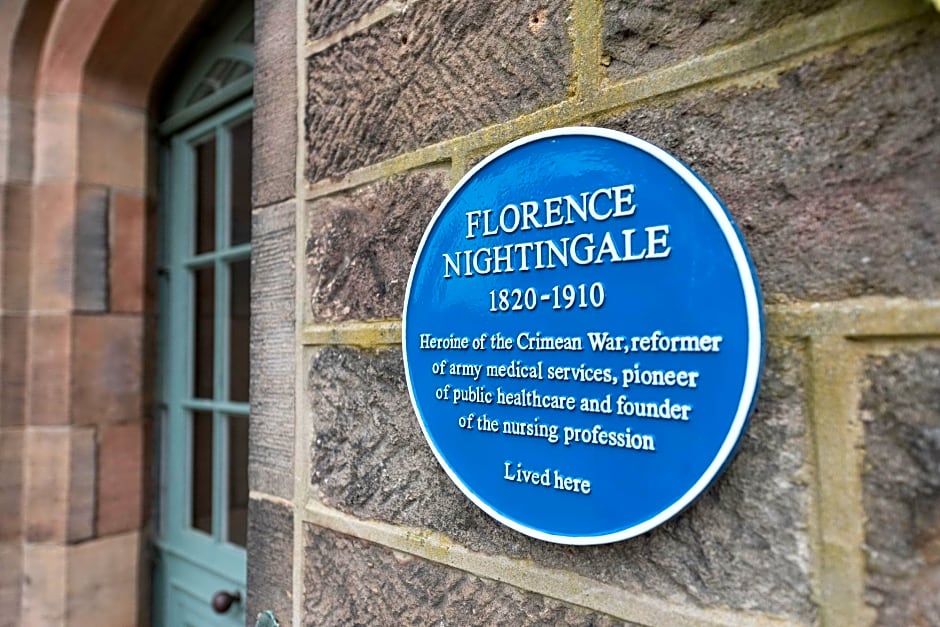 FLORENCE
NIGHTINGALE
1820-1910
Heroine of the Crimean War, reformer
of army medical services, pioneer
of public healthcare and founder
of the nursing profession
Lived here